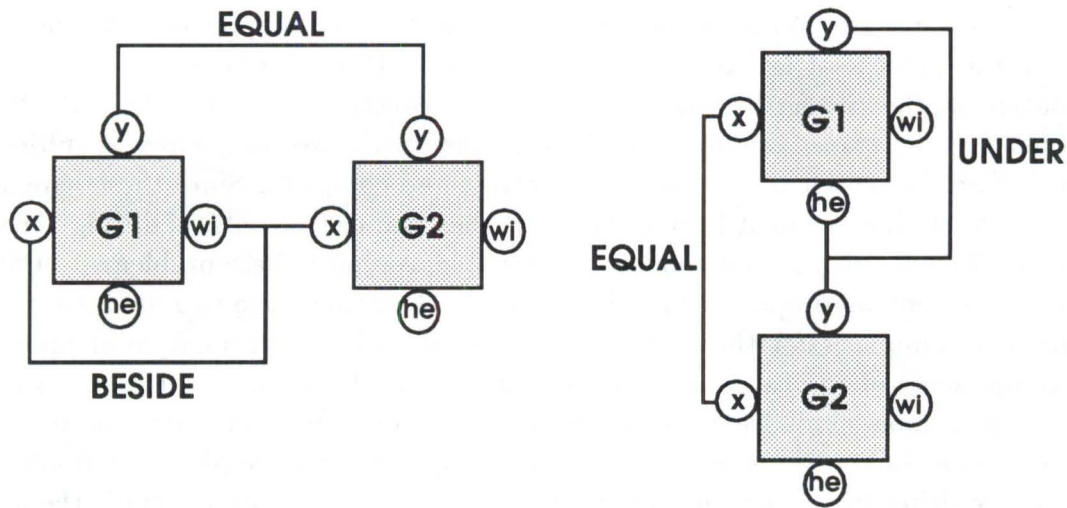 EQUAL
y
y
x
G1
wi
x
G2
wi
he
he
BESIDE
y
x
G1
wi
UNDER
he
EQUAL
y
x
G2
wi
he